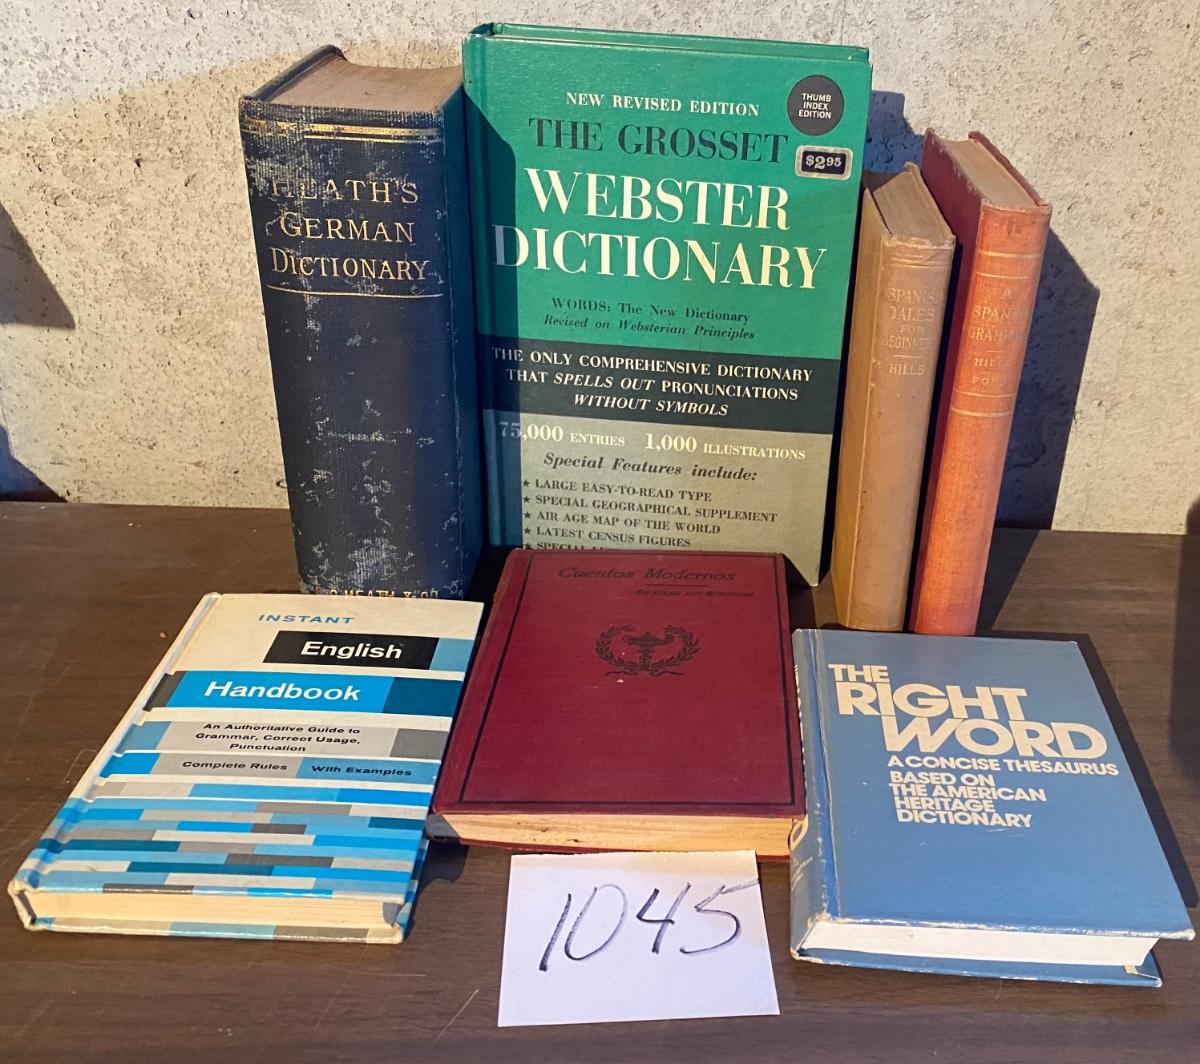 HEATH'S
GERMAN
DICTIONARY
NEW REVISED EDITION
THUMB
INDEX
EDITION
THE GROSSET
$2.95
WEBSTER
DICTIONARY
WORDS: The New Dictionary
Revised on Websterian Principles
THE ONLY COMPREHENSIVE DICTIONARY
THAT SPELLS OUT PRONUNCIATIONS
WITHOUT SYMBOLS
75,000 ENTRIES 1,000 ILLUSTRATIONS
Special Features include:
★ LARGE EASY-TO-READ TYPE
★ SPECIAL GEOGRAPHICAL SUPPLEMENT
★ AIR AGE MAP OF THE WORLD
★ LATEST CENSUS FIGURES
★ SPECIAL
SPANISH
TALES
FOR
BEGINNERS
HILLS
A
SPANISH
GRAMMAR
HILLS
FORD
INSTANT
English
Handbook
An Authoritative Guide to
Grammar, Correct Usage,
Punctuation
Complete Rules With Examples
Cuentos Modernos
THE
RIGHT
WORD
A CONCISE THESAURUS
BASED ON
THE AMERICAN
HERITAGE
DICTIONARY
1045